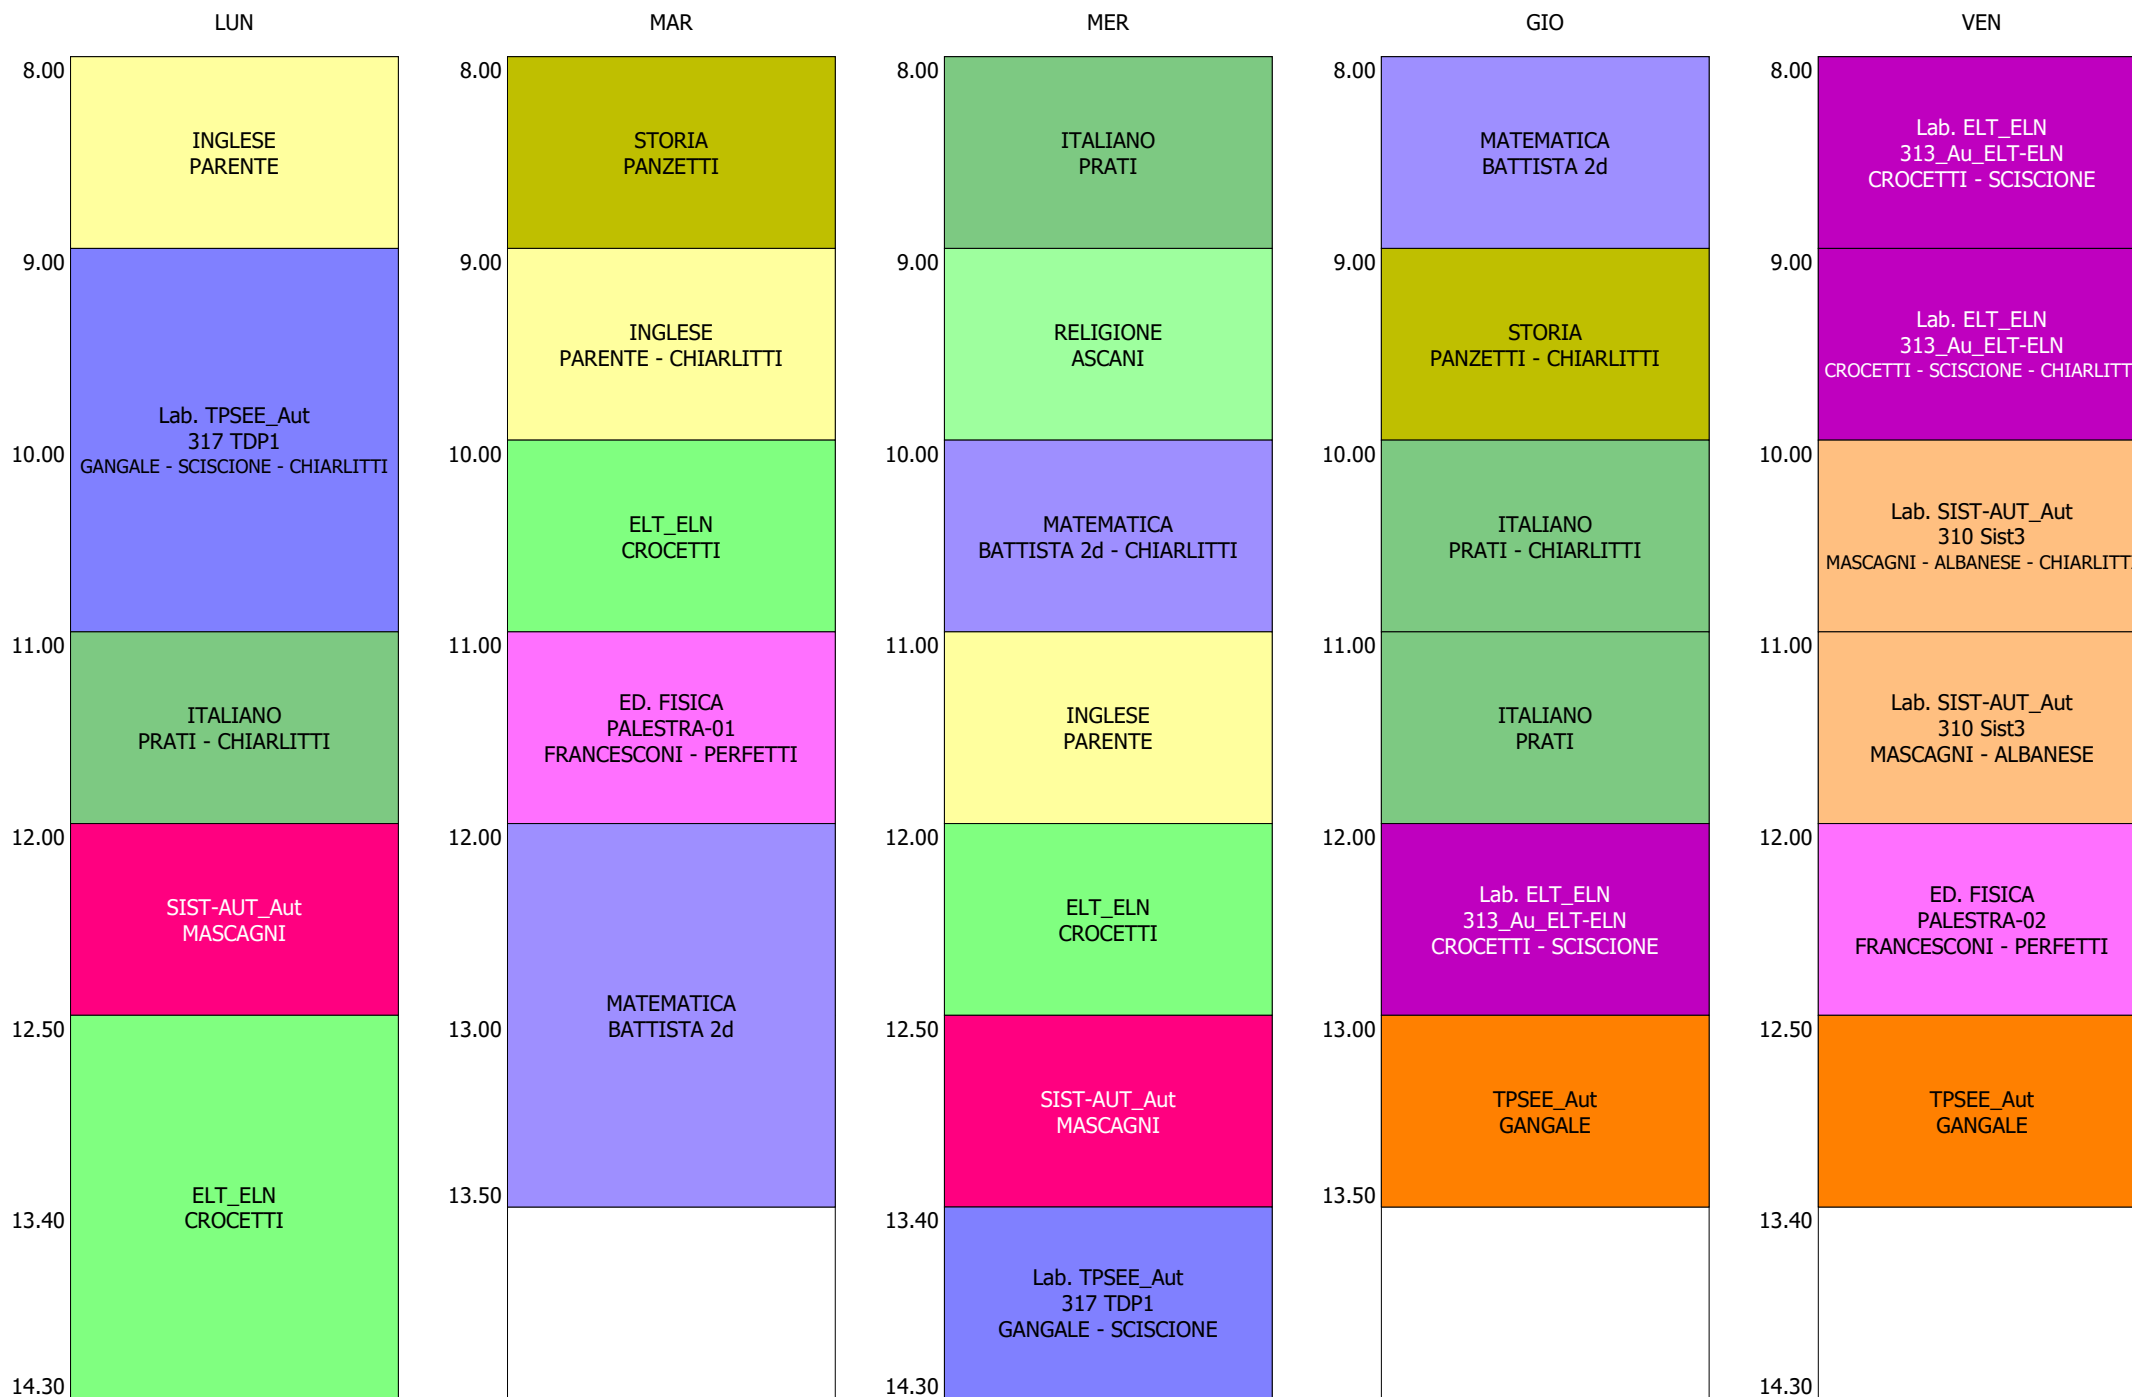 LUN
8.00
INGLESE
PARENTE
9.00
Lab. TPSEE_Aut
317 TDP1
GANGALE - SCISCIONE - CHIARLITTI
10.00
11.00
ITALIANO
PRATI - CHIARLITTI
12.00
SIST-AUT_Aut
MASCAGNI
12.50
ELT_ELN
CROCETTI
13.40
14.30
MAR
8.00
STORIA
PANZETTI
9.00
INGLESE
PARENTE - CHIARLITTI
10.00
ELT_ELN
CROCETTI
11.00
ED. FISICA
PALESTRA-01
FRANCESCONI - PERFETTI
12.00
MATEMATICA
BATTISTA 2d
13.00
13.50
MER
8.00
ITALIANO
PRATI
9.00
RELIGIONE
ASCANI
10.00
MATEMATICA
BATTISTA 2d - CHIARLITTI
11.00
INGLESE
PARENTE
12.00
ELT_ELN
CROCETTI
12.50
SIST-AUT_Aut
MASCAGNI
13.40
Lab. TPSEE_Aut
317 TDP1
GANGALE - SCISCIONE
14.30
GIO
8.00
MATEMATICA
BATTISTA 2d
9.00
STORIA
PANZETTI - CHIARLITTI
10.00
ITALIANO
PRATI - CHIARLITTI
11.00
ITALIANO
PRATI
12.00
Lab. ELT_ELN
313_Au_ELT-ELN
CROCETTI - SCISCIONE
13.00
TPSEE_Aut
GANGALE
13.50
VEN
8.00
Lab. ELT_ELN
313_Au_ELT-ELN
CROCETTI - SCISCIONE
9.00
Lab. ELT_ELN
313_Au_ELT-ELN
CROCETTI - SCISCIONE - CHIARLITT
10.00
Lab. SIST-AUT_Aut
310 Sist3
MASCAGNI - ALBANESE - CHIARLITTI
11.00
Lab. SIST-AUT_Aut
310 Sist3
MASCAGNI - ALBANESE
12.00
ED. FISICA
PALESTRA-02
FRANCESCONI - PERFETTI
12.50
TPSEE_Aut
GANGALE
13.40
14.30